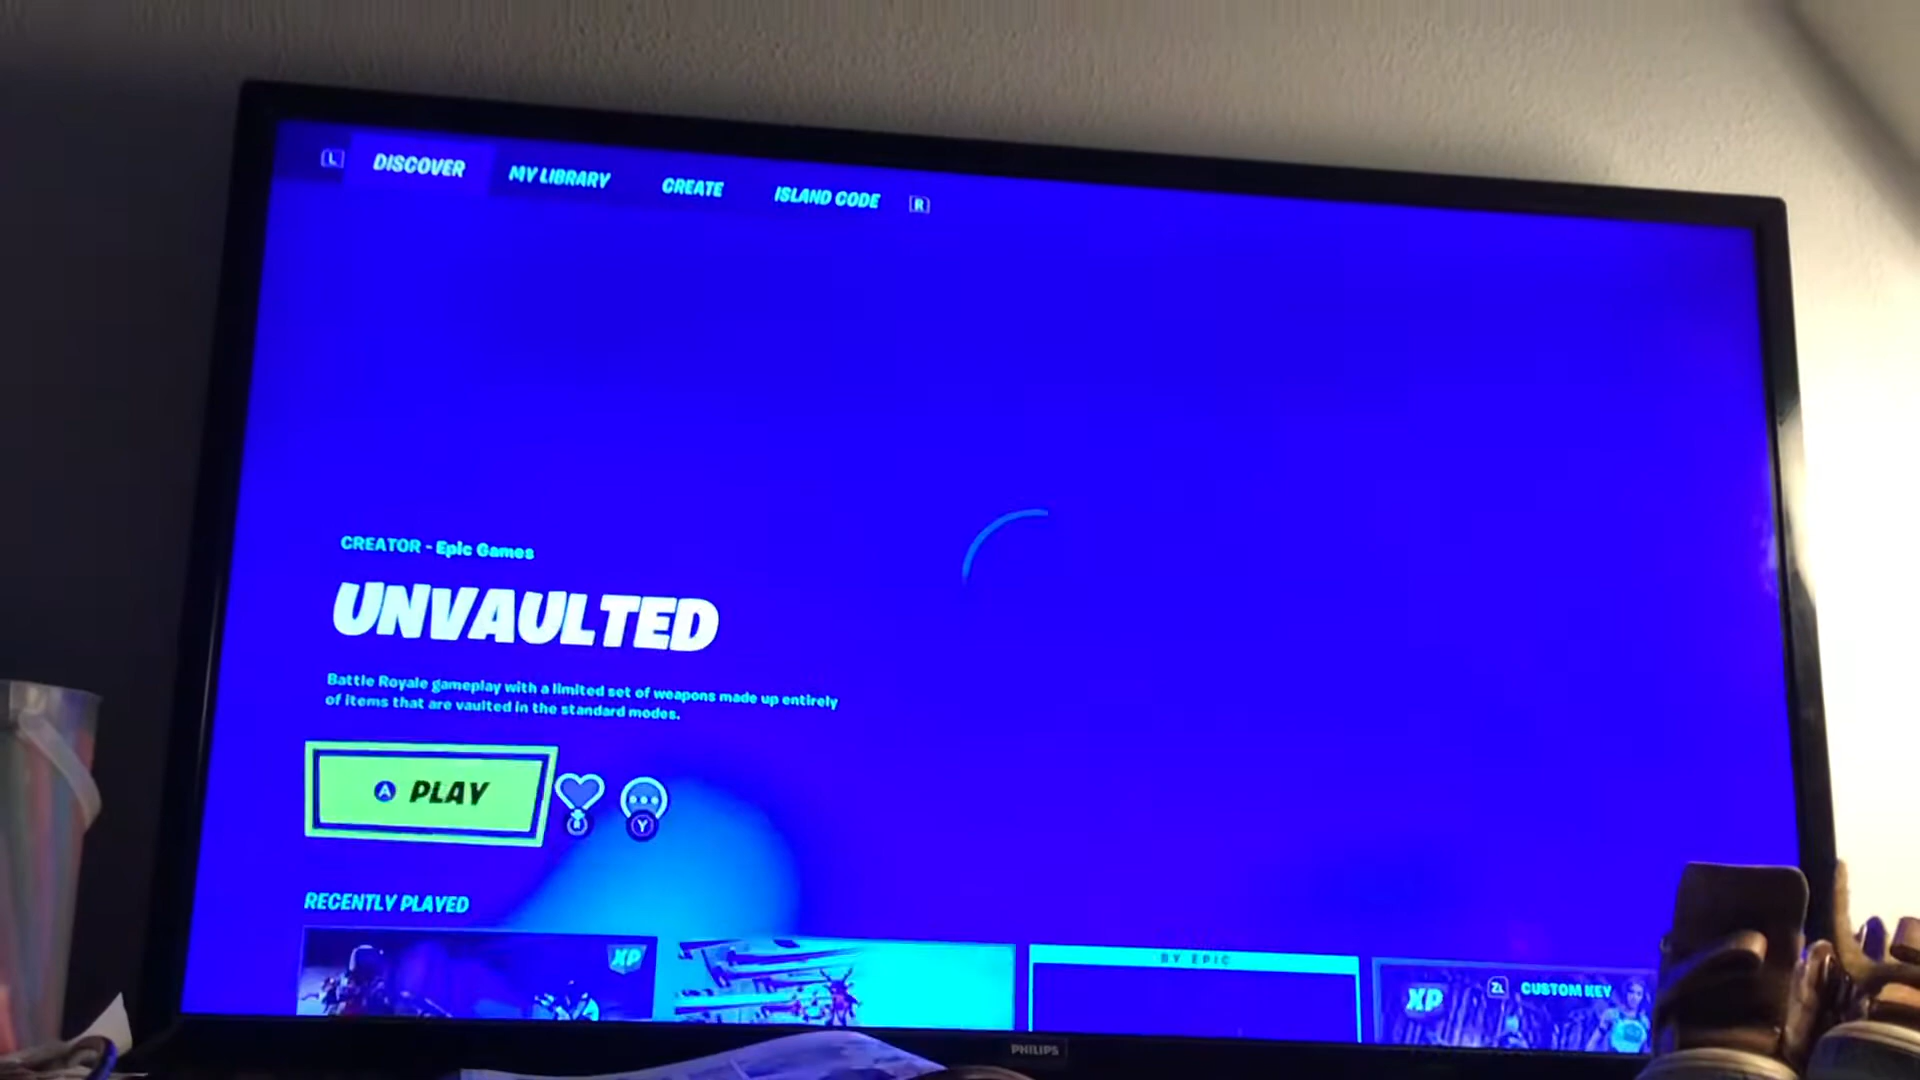 L DISCOVER MY LIBRARY CREATE ISLAND CODE R
CREATOR - Epic Games
UNVAULTED
Battle Royale gameplay with a limited set of weapons made up entirely
of items that are vaulted in the standard modes.
A PLAY
R Y
RECENTLY PLAYED
XP
BY EPIC
XP ZL CUSTOM KEY
PHILIPS